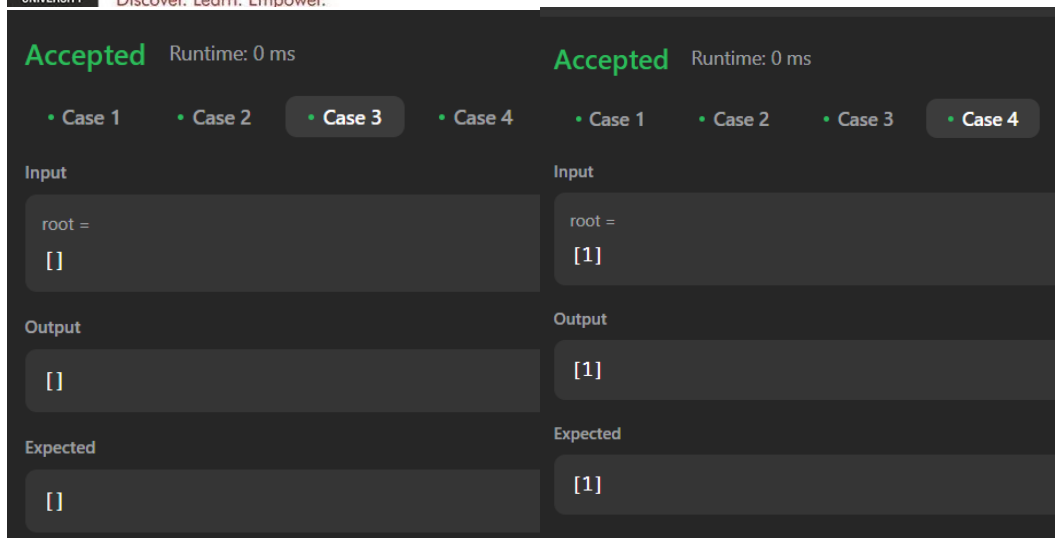 UNIVERSITY Discover. Learn. Empower.
Accepted Runtime: 0 ms
• Case 1 • Case 2 • Case 3 • Case 4
Input
root =
[]
Output
[]
Expected
[]
Accepted Runtime: 0 ms
• Case 1 • Case 2 • Case 3 • Case 4
Input
root =
[1]
Output
[1]
Expected
[1]